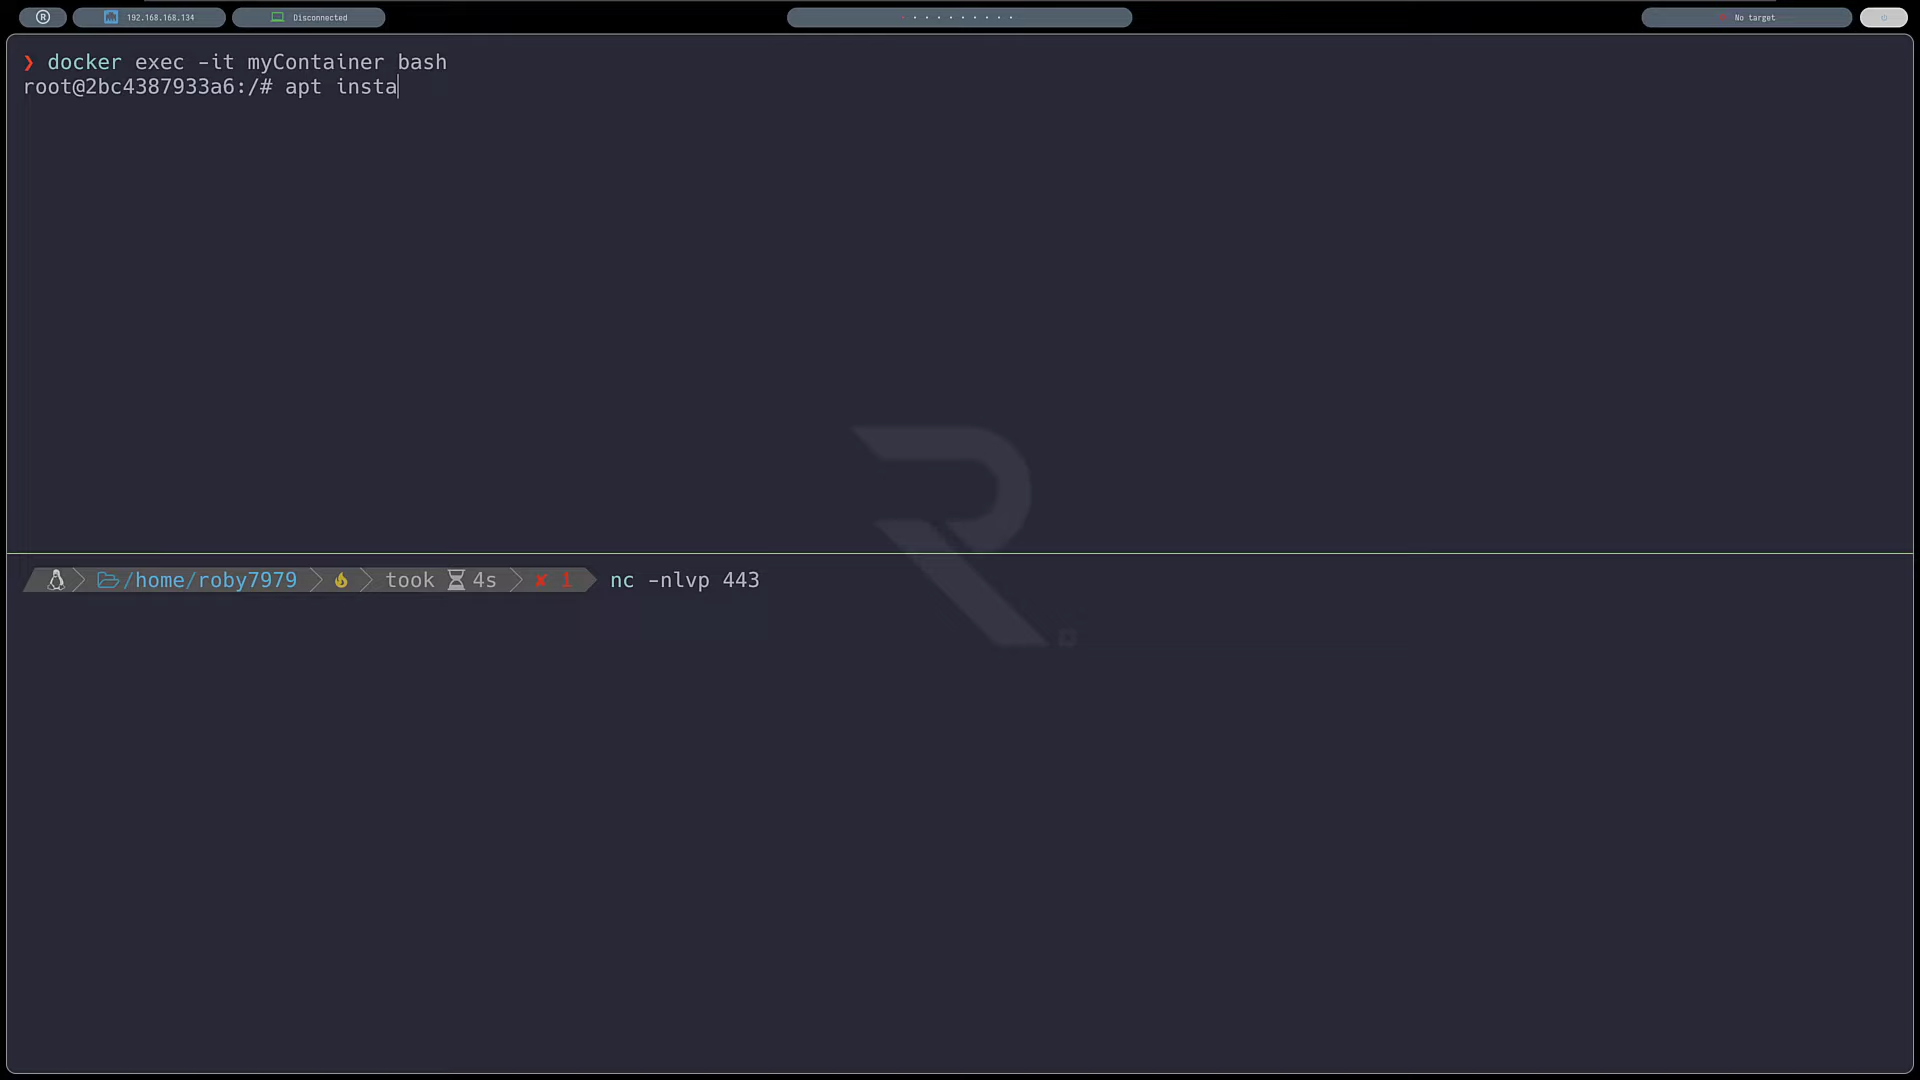 R
192.168.168.134
Disconnected
No target
❯ docker exec -it myContainer bash
root@2bc4387933a6:/# apt insta
/home/roby7979 took 4s ✘ 1 nc -nlvp 443